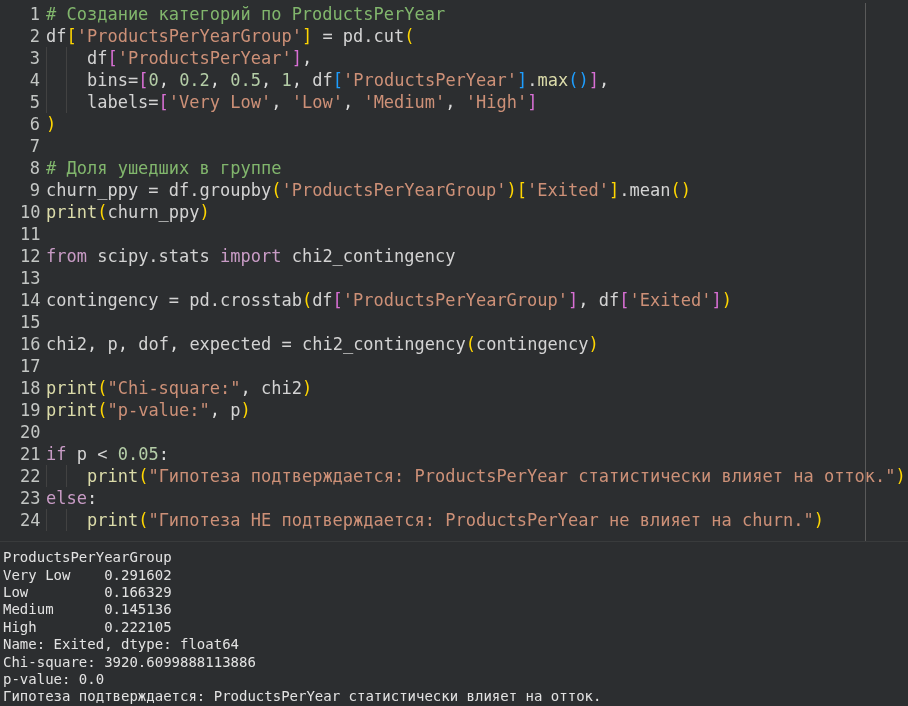 1 # Создание категорий по ProductsPerYear
2 df['ProductsPerYearGroup'] = pd.cut(
3     df['ProductsPerYear'],
4     bins=[0, 0.2, 0.5, 1, df['ProductsPerYear'].max()],
5     labels=['Very Low', 'Low', 'Medium', 'High']
6 )
7
8 # Доля ушедших в группе
9 churn_ppy = df.groupby('ProductsPerYearGroup')['Exited'].mean()
10 print(churn_ppy)
11
12 from scipy.stats import chi2_contingency
13
14 contingency = pd.crosstab(df['ProductsPerYearGroup'], df['Exited'])
15
16 chi2, p, dof, expected = chi2_contingency(contingency)
17
18 print("Chi-square:", chi2)
19 print("p-value:", p)
20
21 if p < 0.05:
22     print("Гипотеза подтверждается: ProductsPerYear статистически влияет на отток.")
23 else:
24     print("Гипотеза НЕ подтверждается: ProductsPerYear не влияет на churn.")
ProductsPerYearGroup
Very Low    0.291602
Low         0.166329
Medium      0.145136
High        0.222105
Name: Exited, dtype: float64
Chi-square: 3920.6099888113886
p-value: 0.0
Гипотеза подтверждается: ProductsPerYear статистически влияет на отток.